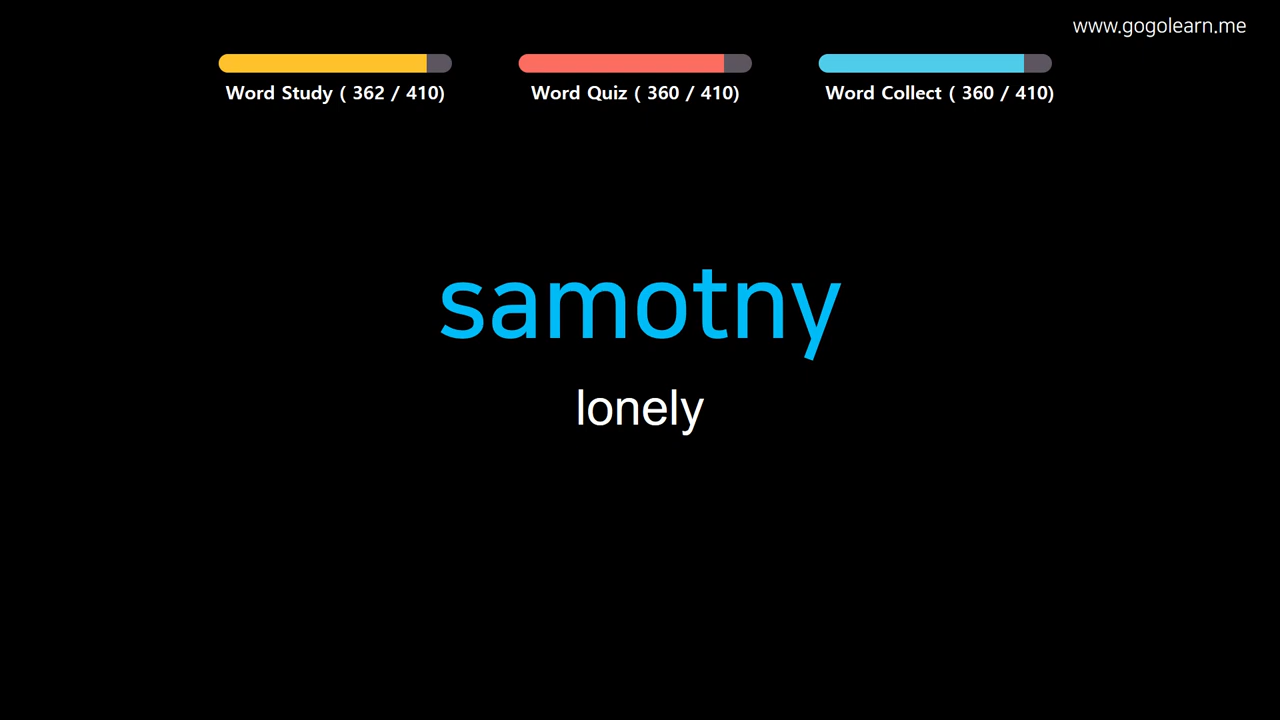 www.gogolearn.me
Word Study ( 362 / 410)
Word Quiz ( 360 / 410)
Word Collect ( 360 / 410)
samotny
lonely